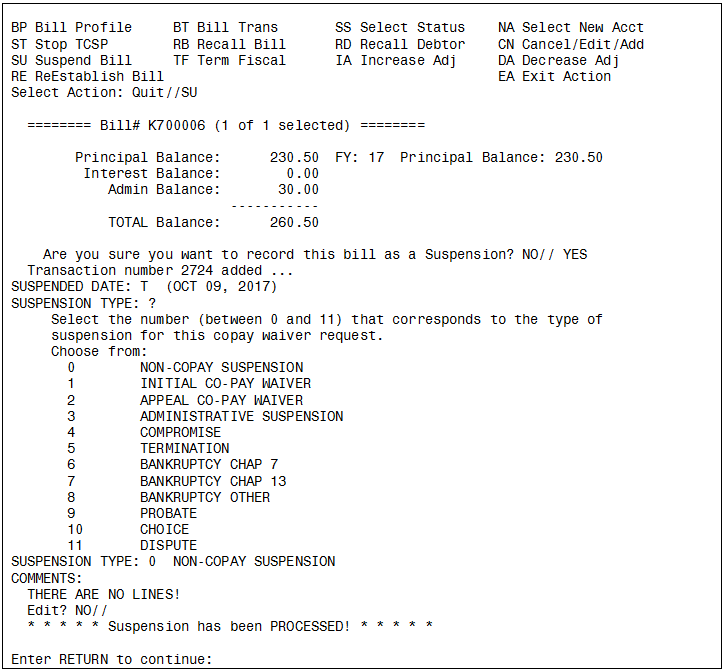 BP Bill Profile     BT Bill Trans       SS Select Status    NA Select New Acct
ST Stop TCSP        RB Recall Bill      RD Recall Debtor    CN Cancel/Edit/Add
SU Suspend Bill     TF Term Fiscal      IA Increase Adj     DA Decrease Adj
RE ReEstablish Bill                                         EA Exit Action
Select Action: Quit//SU
======== Bill# K700006 (1 of 1 selected) ========
Principal Balance:      230.50  FY: 17  Principal Balance: 230.50
Interest Balance:        0.00
Admin Balance:       30.00
-----------
TOTAL Balance:      260.50
Are you sure you want to record this bill as a Suspension? NO// YES
Transaction number 2724 added ...
SUSPENDED DATE: T  (OCT 09, 2017)
SUSPENSION TYPE: ?
Select the number (between 0 and 11) that corresponds to the type of
suspension for this copay waiver request.
Choose from:
0        NON-COPAY SUSPENSION
1        INITIAL CO-PAY WAIVER
2        APPEAL CO-PAY WAIVER
3        ADMINISTRATIVE SUSPENSION
4        COMPROMISE
5        TERMINATION
6        BANKRUPTCY CHAP 7
7        BANKRUPTCY CHAP 13
8        BANKRUPTCY OTHER
9        PROBATE
10       CHOICE
11       DISPUTE
SUSPENSION TYPE: 0  NON-COPAY SUSPENSION
COMMENTS:
THERE ARE NO LINES!
Edit? NO//
* * * * * Suspension has been PROCESSED! * * * * *
Enter RETURN to continue: